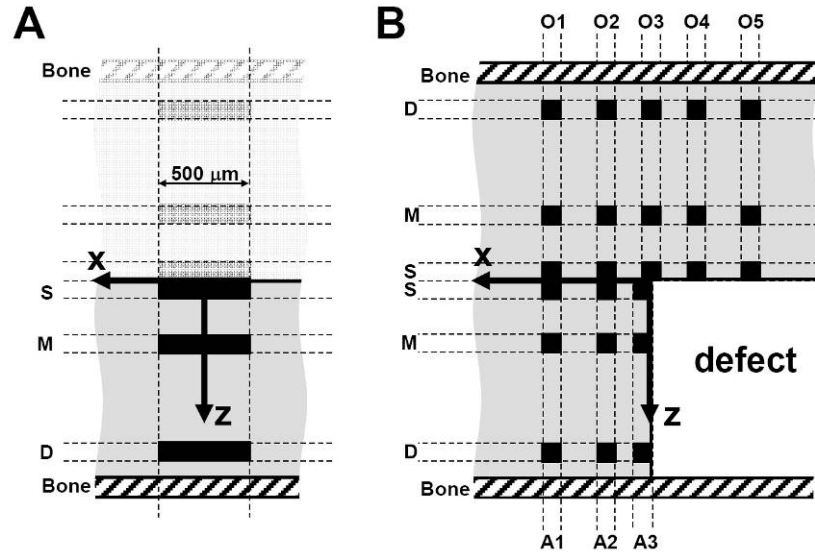 A
Bone
500 μm
X
S
M
Z
D
Bone
B
O1 O2 O3 O4 O5
Bone
D
M
S
X
S
M
defect
Z
D
Bone
A1 A2 A3